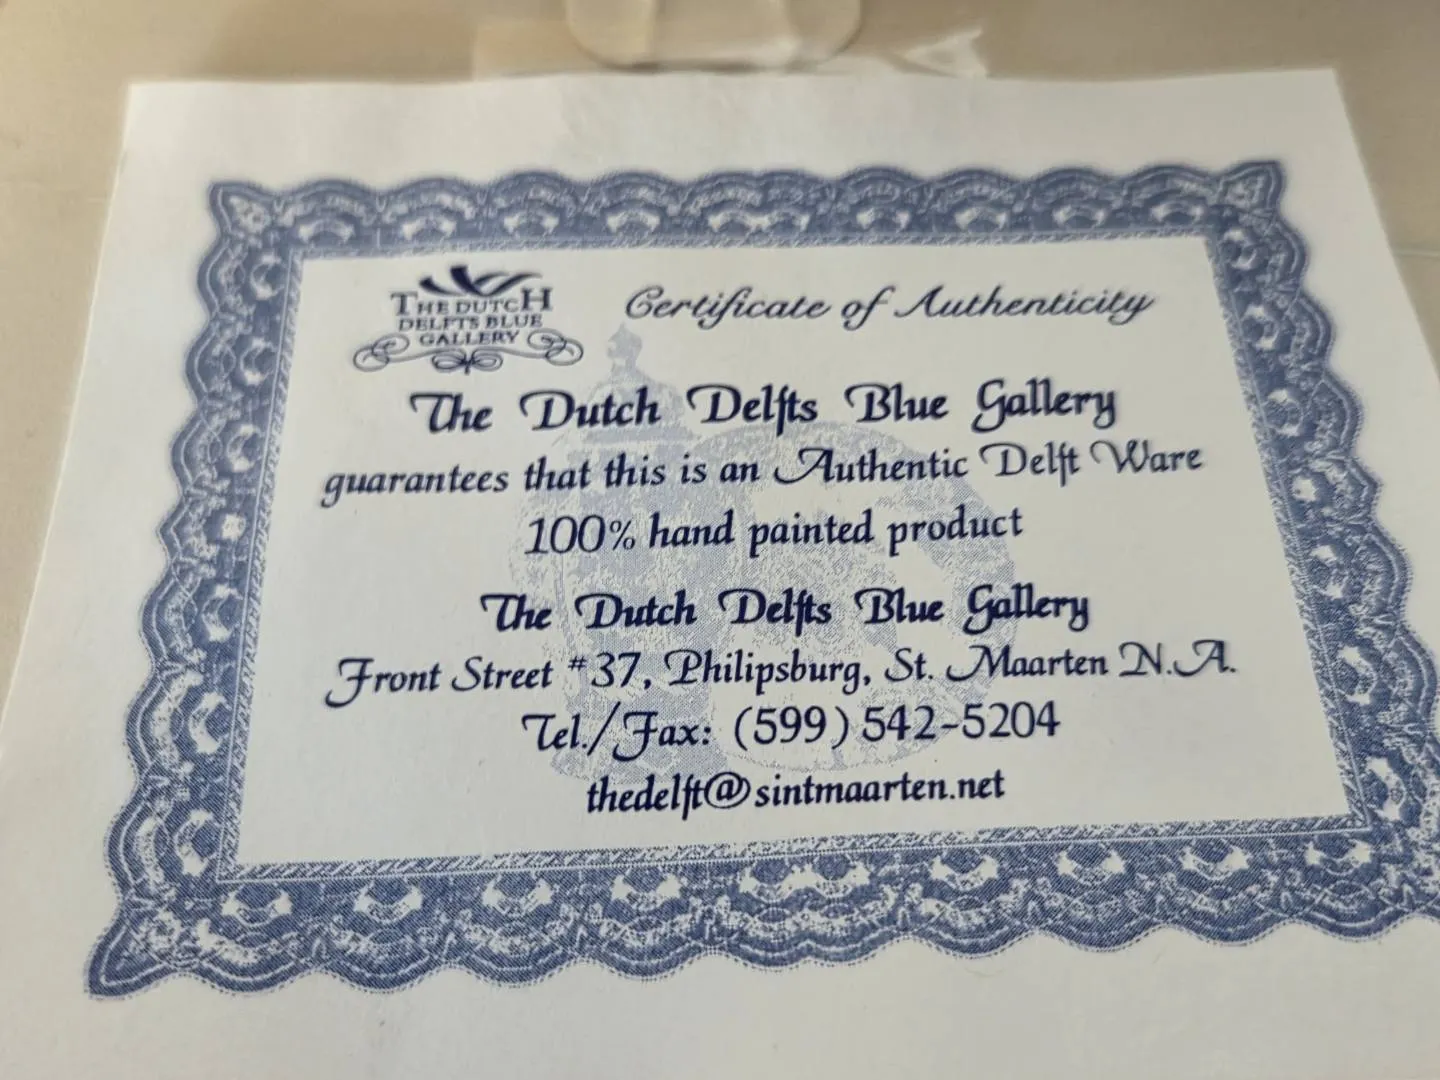 THE DUTCH
DELFTS BLUE
GALLERY
Certificate of Authenticity
The Dutch Delfts Blue Gallery
guarantees that this is an Authentic Delft Ware
100% hand painted product
The Dutch Delfts Blue Gallery
Front Street #37, Philipsburg, St. Maarten N.A.
Tel./Fax: (599) 542-5204
thedelft@sintmaarten.net